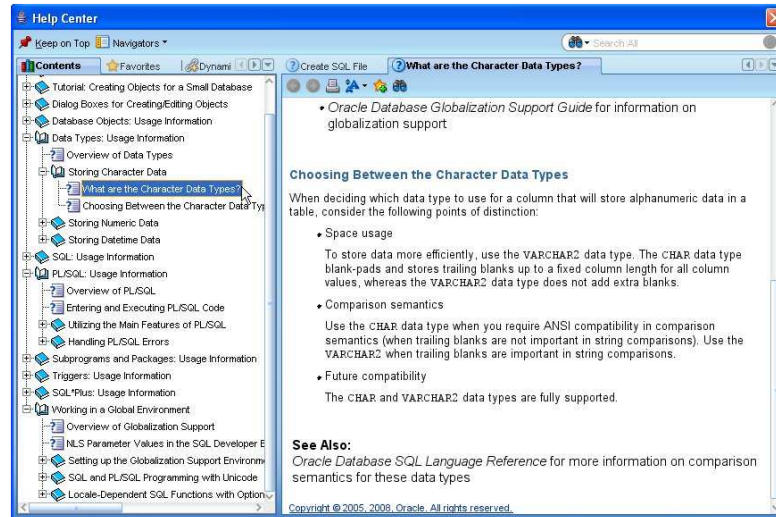 Help Center
Keep on Top Navigators
Search All
Contents Favorites Dynami
Create SQL File What are the Character Data Types?
Tutorial: Creating Objects for a Small Database
Dialog Boxes for Creating/Editing Objects
Database Objects: Usage Information
Data Types: Usage Information
Overview of Data Types
Storing Character Data
What are the Character Data Types?
Choosing Between the Character Data Typ
Storing Numeric Data
Storing Datetime Data
SQL: Usage Information
PL/SQL: Usage Information
Overview of PL/SQL
Entering and Executing PL/SQL Code
Utilizing the Main Features of PL/SQL
Handling PL/SQL Errors
Subprograms and Packages: Usage Information
Triggers: Usage Information
SQL*Plus: Usage Information
Working in a Global Environment
Overview of Globalization Support
NLS Parameter Values in the SQL Developer E
Setting up the Globalization Support Environm
SQL and PL/SQL Programming with Unicode
Locale-Dependent SQL Functions with Option
• Oracle Database Globalization Support Guide for information on
globalization support
Choosing Between the Character Data Types
When deciding which data type to use for a column that will store alphanumeric data in a
table, consider the following points of distinction:
• Space usage
To store data more efficiently, use the VARCHAR2 data type. The CHAR data type
blank-pads and stores trailing blanks up to a fixed column length for all column
values, whereas the VARCHAR2 data type does not add extra blanks.
• Comparison semantics
Use the CHAR data type when you require ANSI compatibility in comparison
semantics (when trailing blanks are not important in string comparisons). Use the
VARCHAR2 when trailing blanks are important in string comparisons.
• Future compatibility
The CHAR and VARCHAR2 data types are fully supported.
See Also:
Oracle Database SQL Language Reference for more information on comparison
semantics for these data types
Copyright © 2005, 2008, Oracle. All rights reserved.